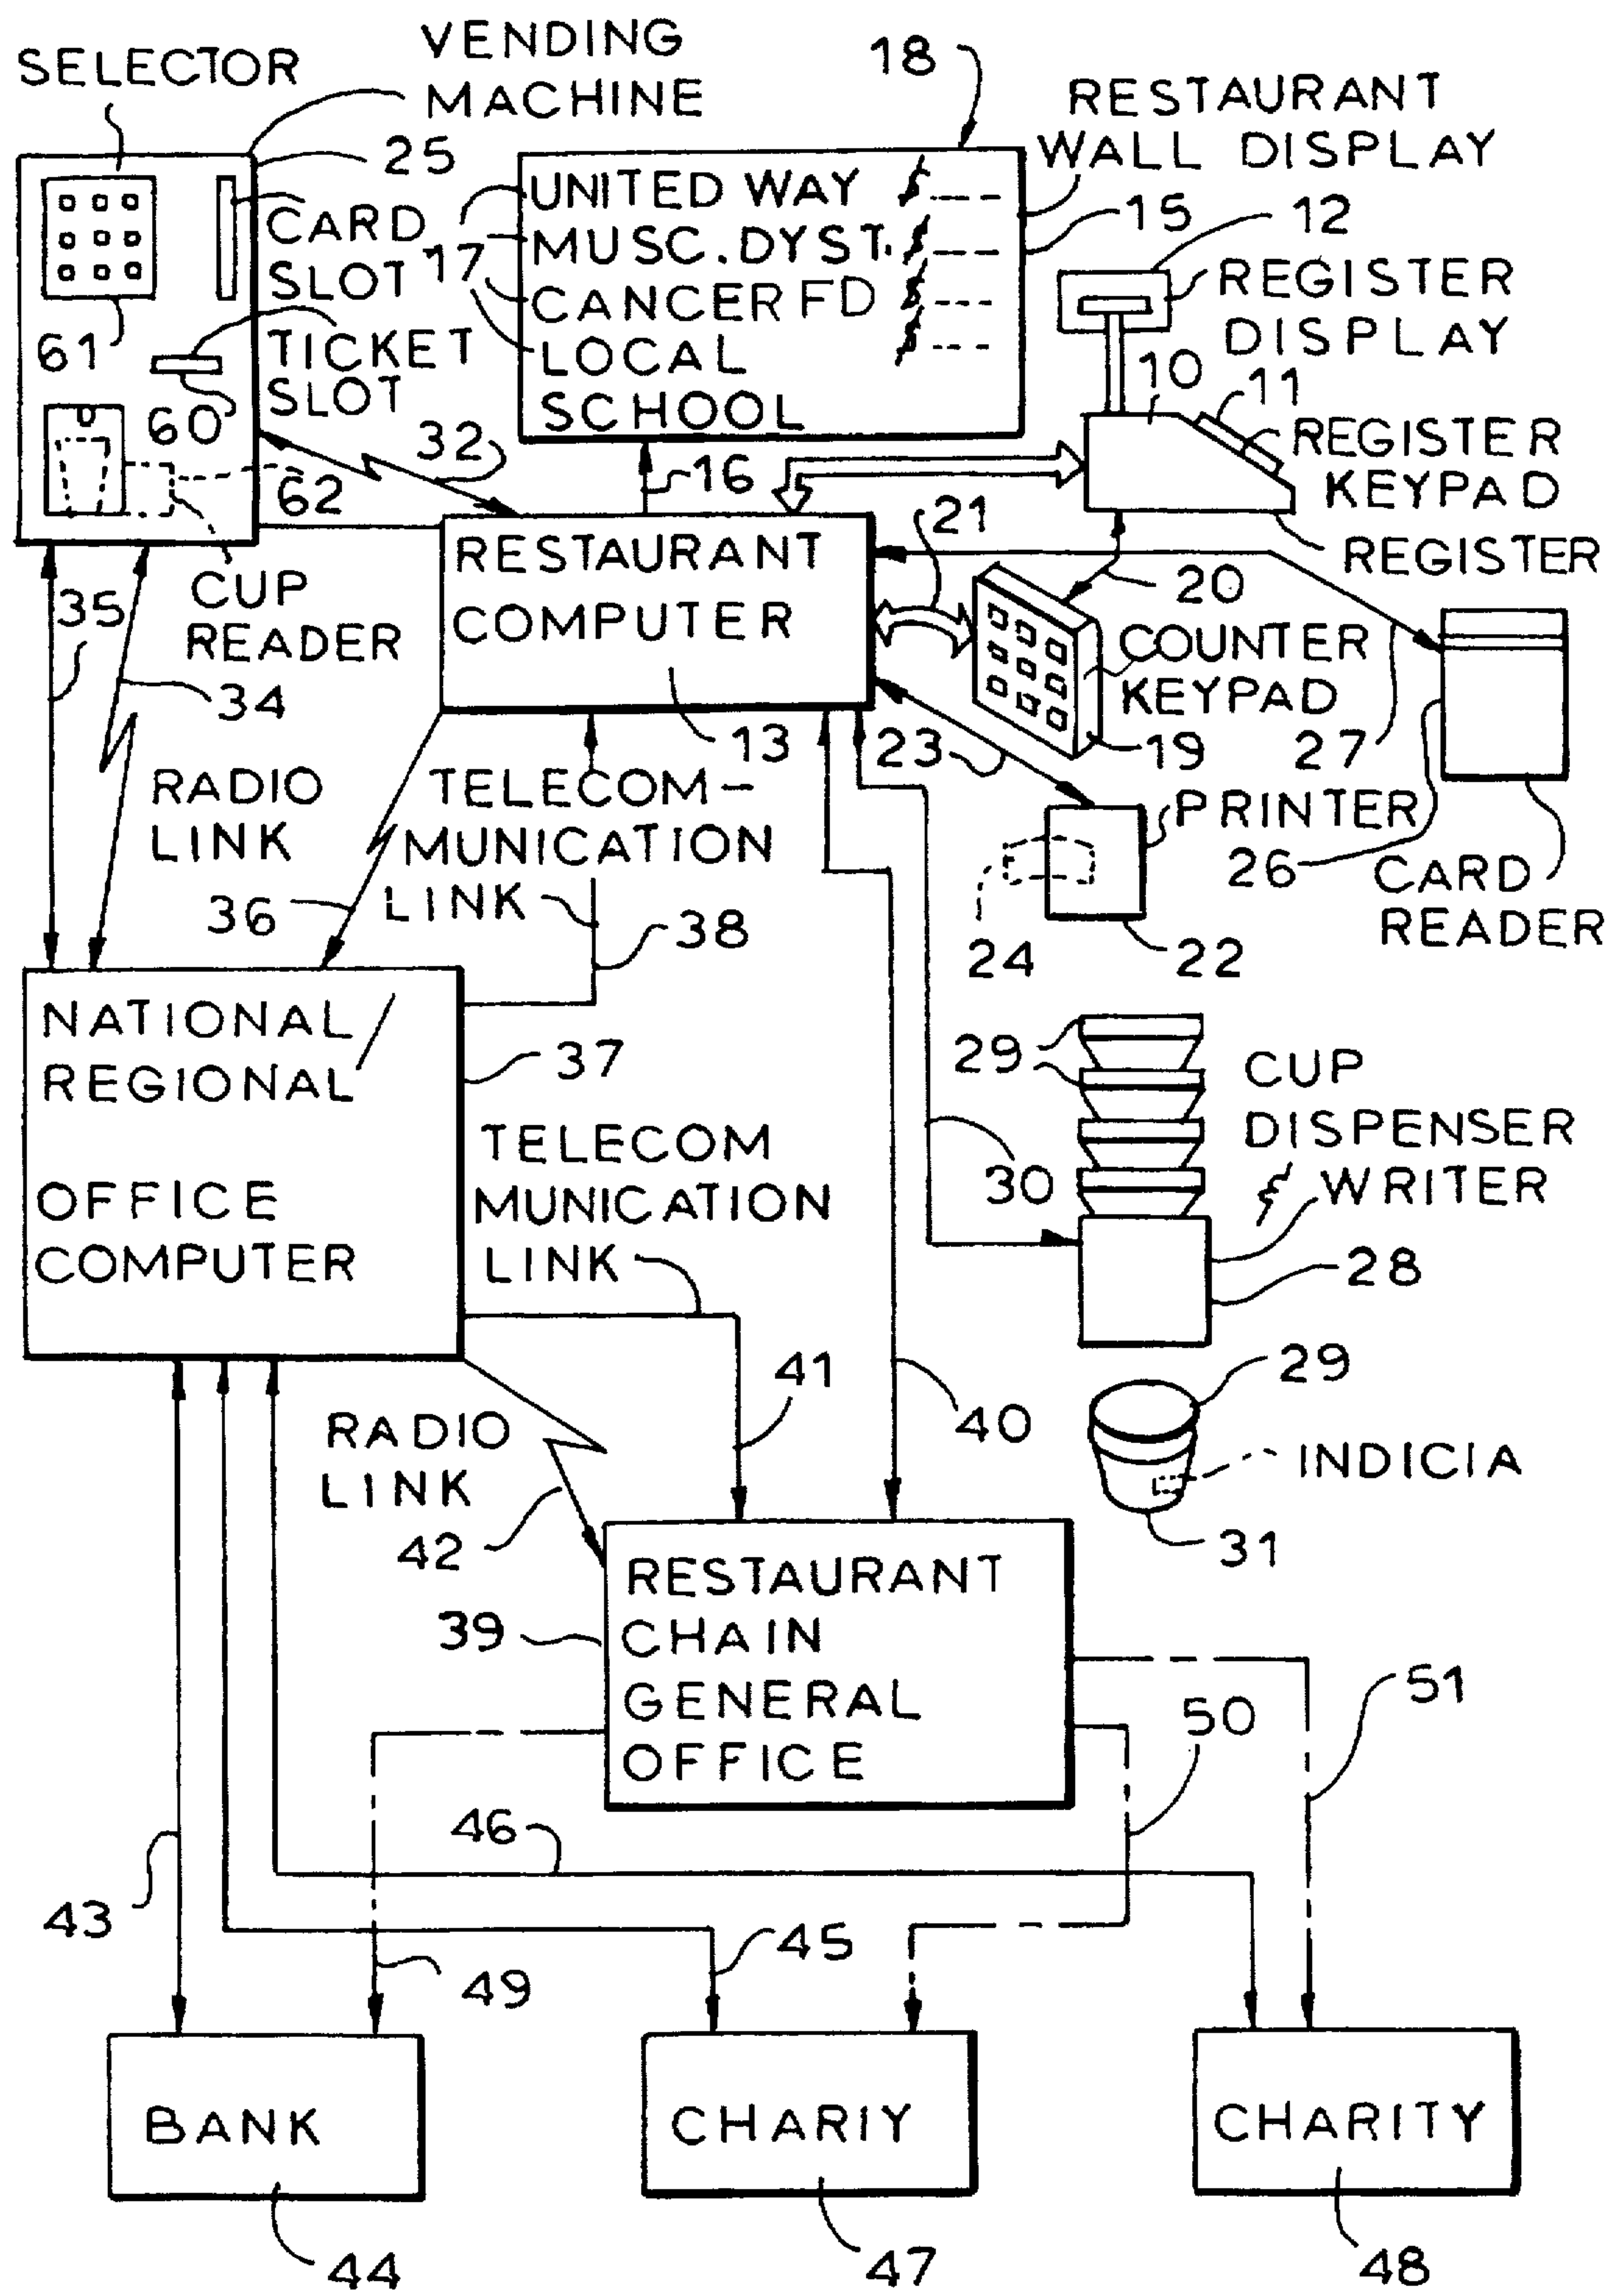 SELECTOR
VENDING
MACHINE
25
CARD
SLOT
61
TICKET
SLOT
60
62
CUP
READER
18
RESTAURANT
WALL DISPLAY
15
17
UNITED WAY $ ---
MUSC. DYST. $ ---
CANCER FD $ ---
LOCAL $ ---
SCHOOL
12
REGISTER
DISPLAY
10
11
REGISTER
KEYPAD
REGISTER
32
16
21
20
RESTAURANT
COMPUTER
13
COUNTER
KEYPAD
19
23
27
35
34
RADIO
LINK
TELECOM-
MUNICATION
LINK
36
38
PRINTER
24
22
26
CARD
READER
NATIONAL/
REGIONAL
OFFICE
COMPUTER
37
TELECOM
MUNICATION
LINK
29
CUP
DISPENSER
& WRITER
30
28
41
40
RADIO
LINK
42
29
INDICIA
31
39
RESTAURANT
CHAIN
GENERAL
OFFICE
50
51
46
43
49
45
BANK
44
CHARIY
47
CHARITY
48